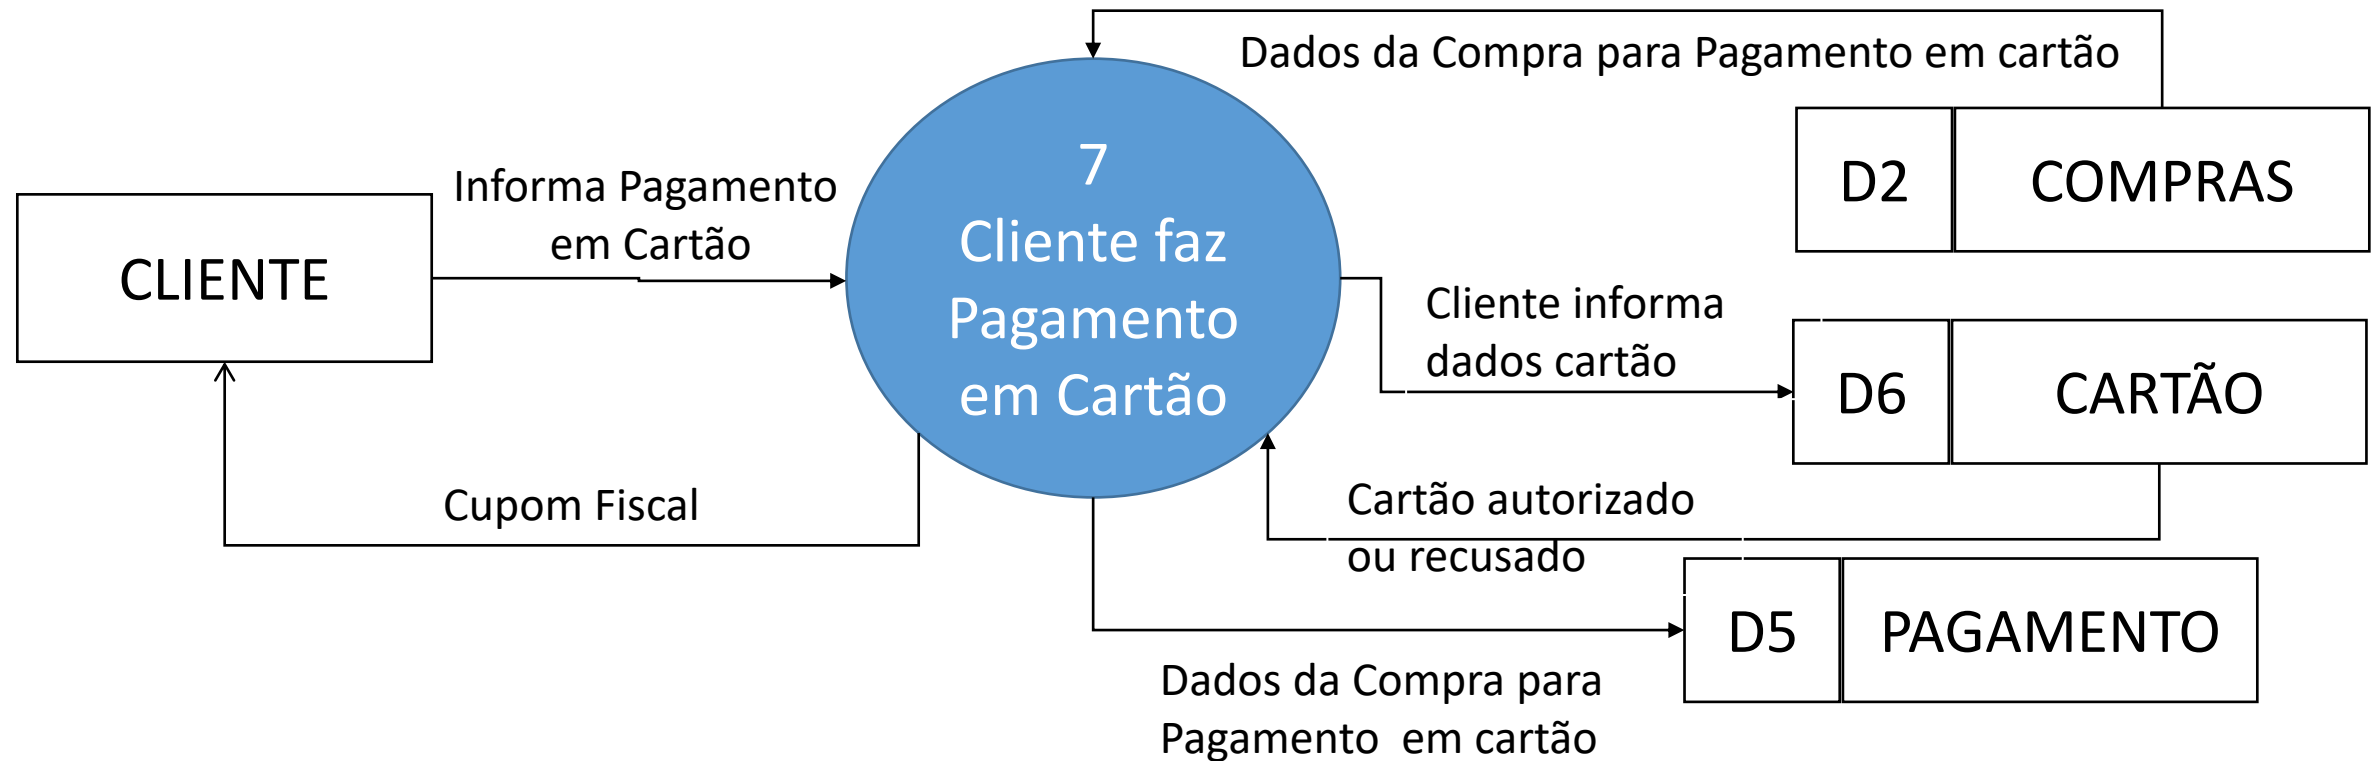 Dados da Compra para Pagamento em cartão
7
Cliente faz
Pagamento
em Cartão
Informa Pagamento
em Cartão
CLIENTE
D2
COMPRAS
Cliente informa
dados cartão
D6
CARTÃO
Cupom Fiscal
Cartão autorizado
ou recusado
D5
PAGAMENTO
Dados da Compra para
Pagamento em cartão